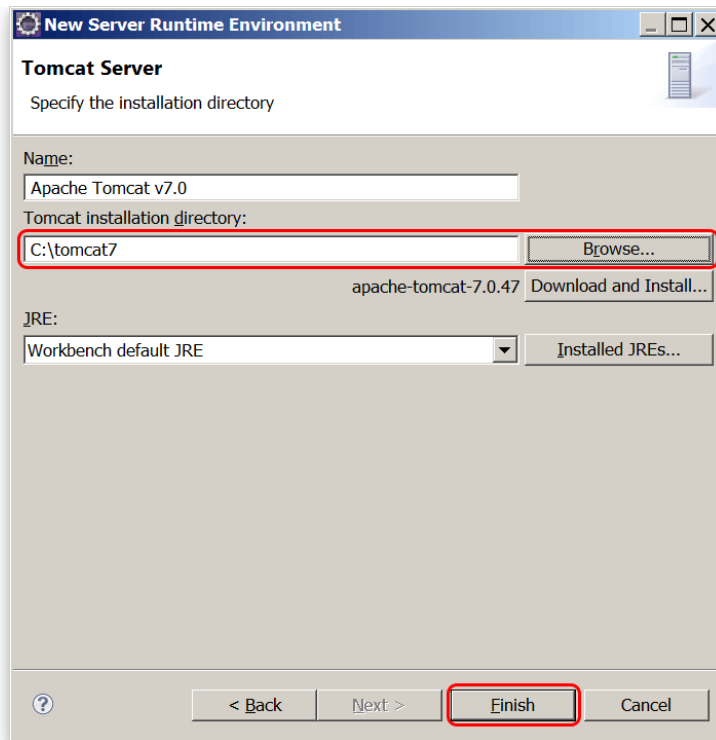 New Server Runtime Environment
Tomcat Server
Specify the installation directory
Name:
Apache Tomcat v7.0
Tomcat installation directory:
C:\tomcat7
Browse...
apache-tomcat-7.0.47 Download and Install...
JRE:
Workbench default JRE
Installed JREs...
?
< Back
Next >
Finish
Cancel